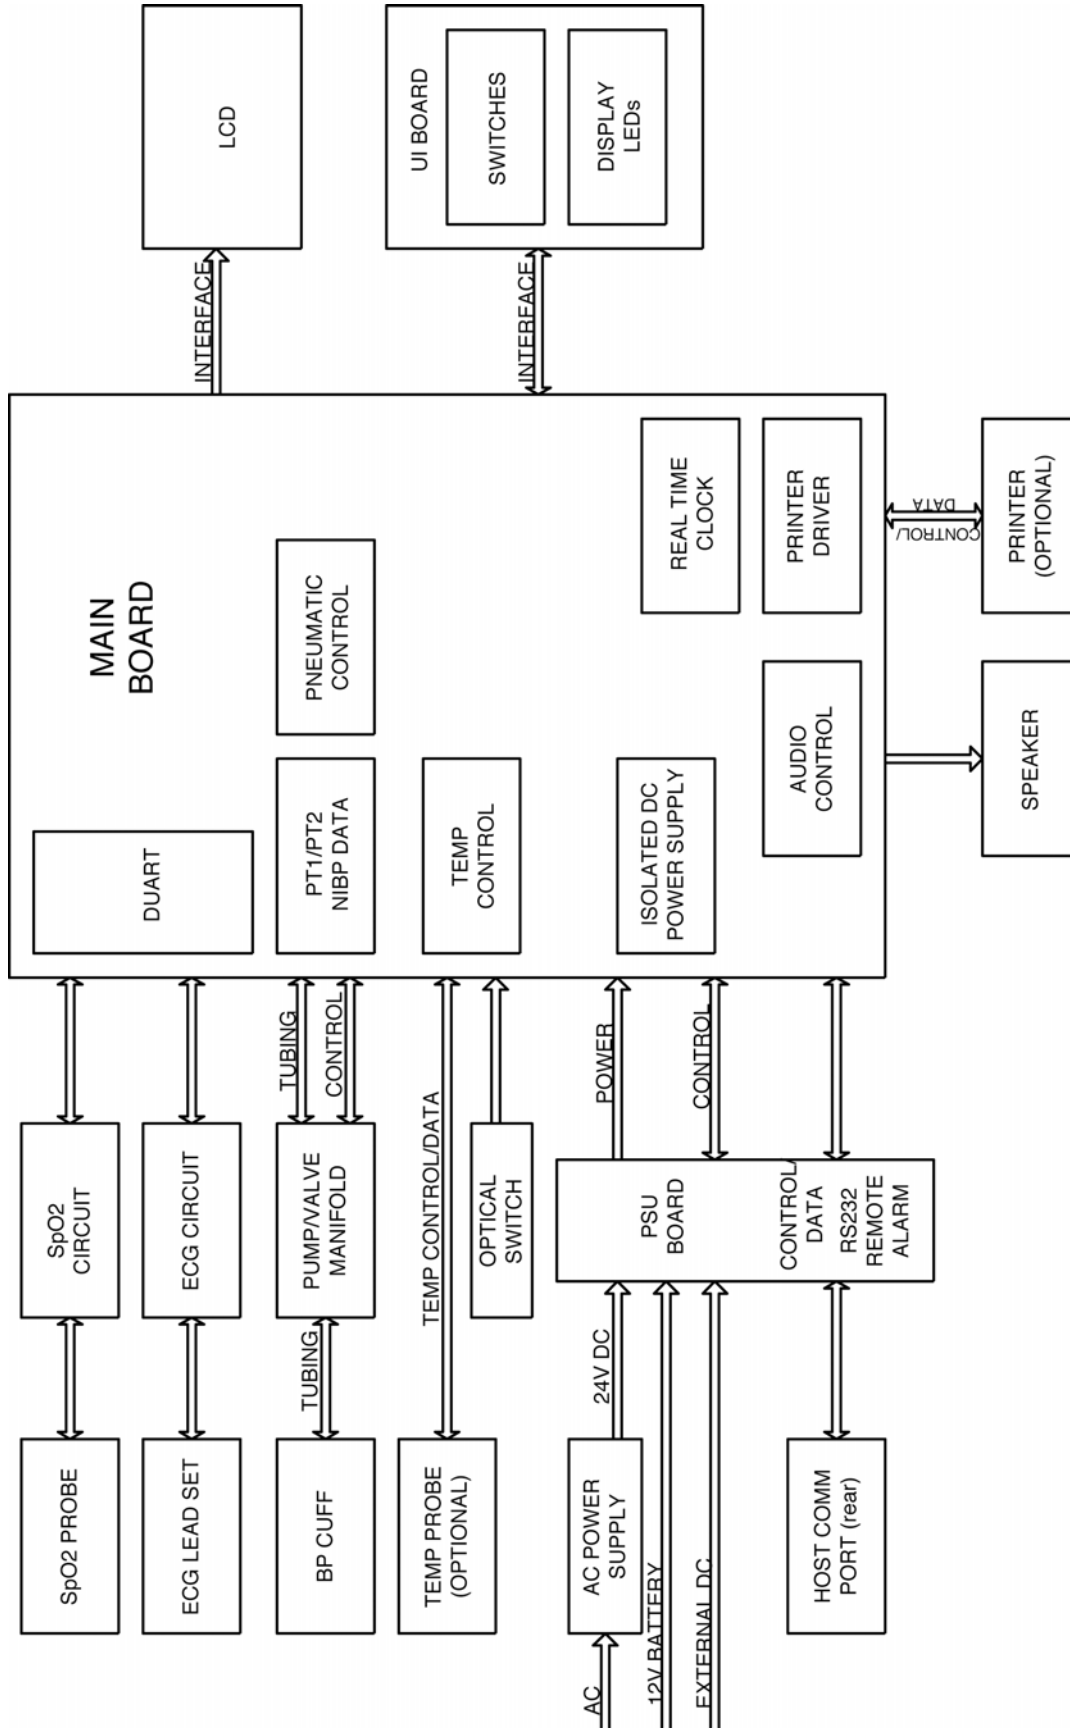 SpO2 PROBE
SpO2
CIRCUIT
DUART
MAIN
BOARD
INTERFACE
LCD
ECG LEAD SET
ECG CIRCUIT
BP CUFF
TUBING
PUMP/VALVE
MANIFOLD
TUBING
CONTROL
PT1/PT2
NIBP DATA
PNEUMATIC
CONTROL
TEMP PROBE
(OPTIONAL)
TEMP CONTROL/DATA
TEMP
CONTROL
OPTICAL
SWITCH
INTERFACE
UI BOARD
SWITCHES
DISPLAY
LEDs
AC
AC POWER
SUPPLY
24V DC
12V BATTERY
EXTERNAL DC
PSU
BOARD
POWER
CONTROL
ISOLATED DC
POWER SUPPLY
REAL TIME
CLOCK
HOST COMM
PORT (rear)
CONTROL/
DATA
RS232
REMOTE
ALARM
AUDIO
CONTROL
PRINTER
DRIVER
CONTROL/
DATA
SPEAKER
PRINTER
(OPTIONAL)